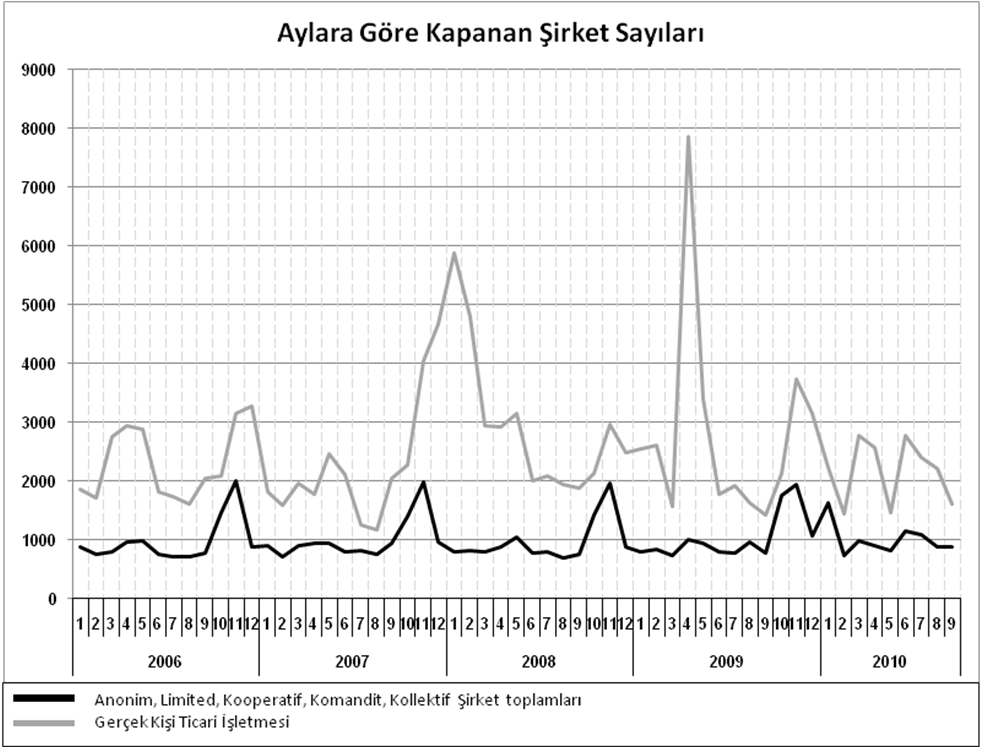 Aylara Göre Kapanan Şirket Sayıları
9000
8000
7000
6000
5000
4000
3000
2000
1000
0
1 2 3 4 5 6 7 8 9 10 11 12 1 2 3 4 5 6 7 8 9 10 11 12 1 2 3 4 5 6 7 8 9 10 11 12 1 2 3 4 5 6 7 8 9 10 11 12 1 2 3 4 5 6 7 8 9
2006 2007 2008 2009 2010
Anonim, Limited, Kooperatif, Komandit, Kollektif Şirket toplamları
Gerçek Kişi Ticari İşletmesi